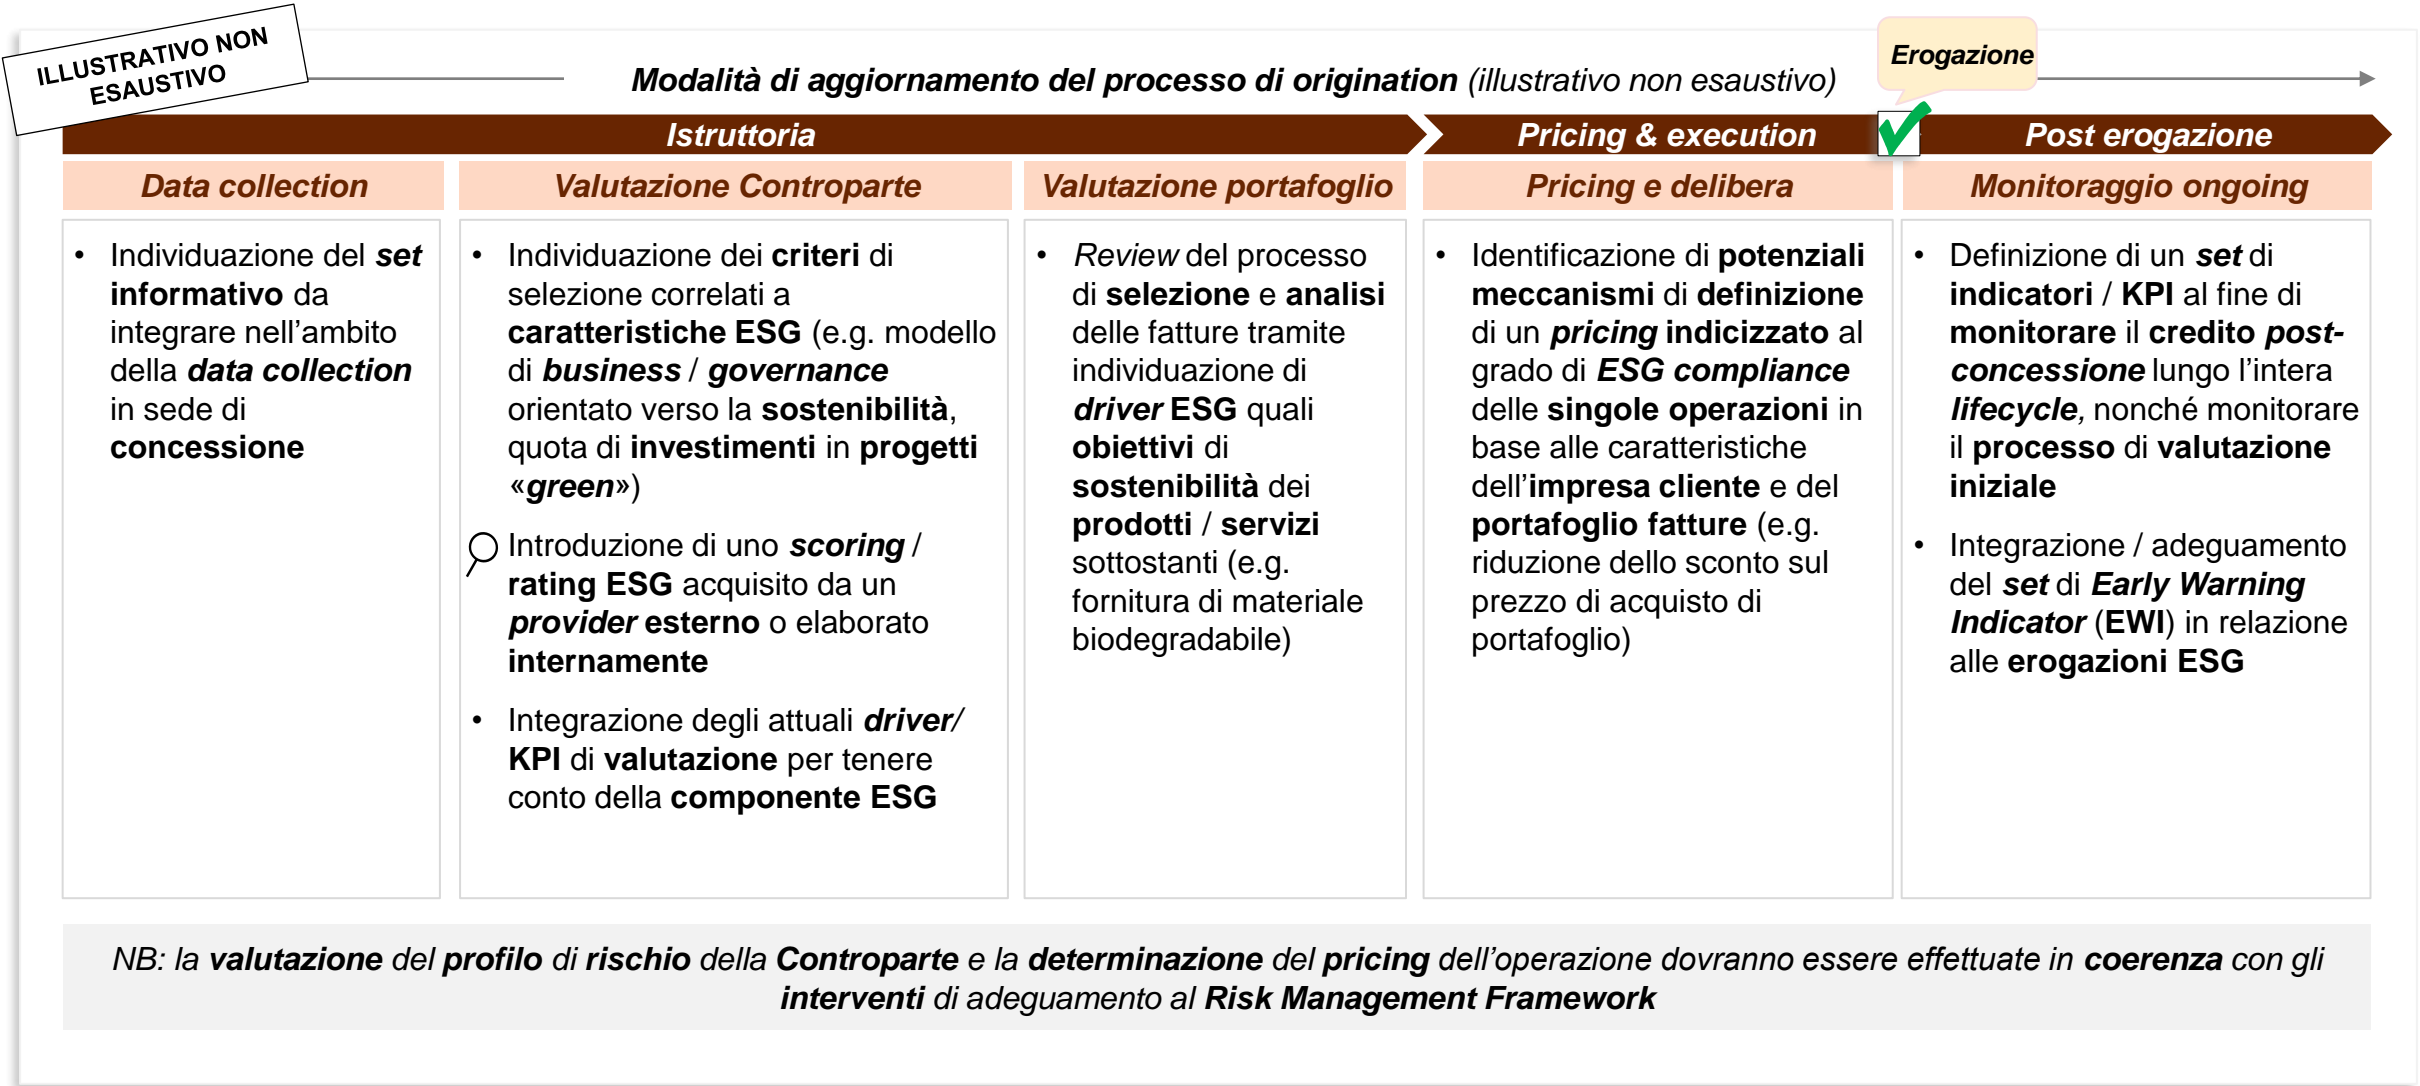 ILLUSTRATIVO NON
ESAUSTIVO
Modalità di aggiornamento del processo di origination (illustrativo non esaustivo)
Erogazione
Istruttoria
Pricing & execution
Post erogazione
Data collection
Valutazione Controparte
Valutazione portafoglio
Pricing e delibera
Monitoraggio ongoing
• Individuazione del set
informativo da
integrare nell'ambito
della data collection
in sede di
concessione
• Individuazione dei criteri di
selezione correlati a
caratteristiche ESG (e.g. modello
di business / governance
orientato verso la sostenibilità,
quota di investimenti in progetti
«green»)
Introduzione di uno scoring /
rating ESG acquisito da un
provider esterno o elaborato
internamente
• Integrazione degli attuali driver/
KPI di valutazione per tenere
conto della componente ESG
• Review del processo
di selezione e analisi
delle fatture tramite
individuazione di
driver ESG quali
obiettivi di
sostenibilità dei
prodotti / servizi
sottostanti (e.g.
fornitura di materiale
biodegradabile)
• Identificazione di potenziali
meccanismi di definizione
di un pricing indicizzato al
grado di ESG compliance
delle singole operazioni in
base alle caratteristiche
dell'impresa cliente e del
portafoglio fatture (e.g.
riduzione dello sconto sul
prezzo di acquisto di
portafoglio)
• Definizione di un set di
indicatori / KPI al fine di
monitorare il credito post-
concessione lungo l'intera
lifecycle, nonché monitorare
il processo di valutazione
iniziale
• Integrazione / adeguamento
del set di Early Warning
Indicator (EWI) in relazione
alle erogazioni ESG
NB: la valutazione del profilo di rischio della Controparte e la determinazione del pricing dell'operazione dovranno essere effettuate in coerenza con gli
interventi di adeguamento al Risk Management Framework